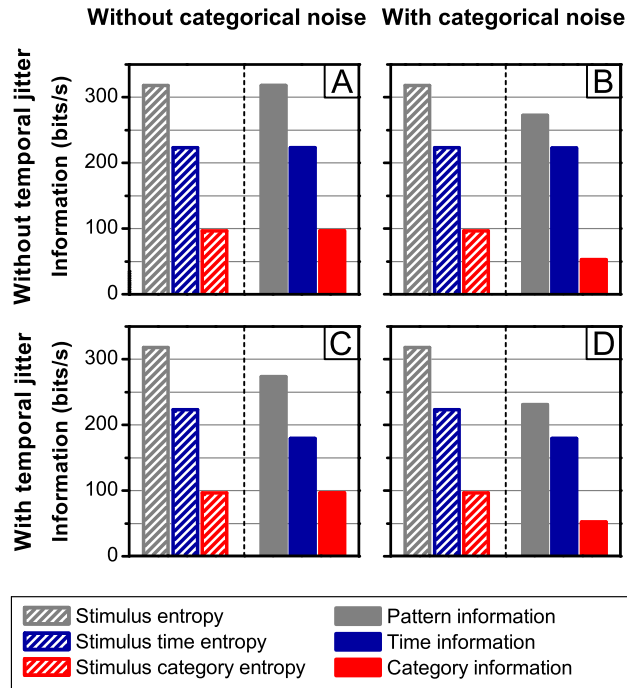 Without categorical noise With categorical noise
Without temporal jitter
Information (bits/s)
300
200
100
0
A
B
With temporal jitter
Information (bits/s)
300
200
100
0
C
D
Stimulus entropy
Stimulus time entropy
Stimulus category entropy
Pattern information
Time information
Category information